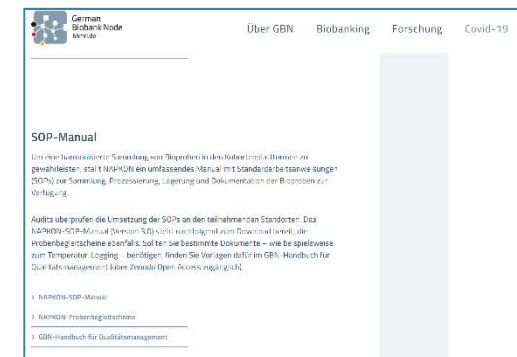 German
Biobank Node
bbmri.de
Über GBN Biobanking Forschung Covid-19
SOP-Manual
Um eine harmonisierte Sammlung von Bioproben in den Kohortenplattformen zu
gewährleisten, stellt NAPKON ein umfassendes Manual mit Standardarbeitsanweisungen
(SOPs) zur Sammlung, Prozessierung, Lagerung und Dokumentation der Bioproben zur
Verfügung.
Audits überprüfen die Umsetzung der SOPs an den teilnehmenden Standorten. Das
NAPKON-SOP-Manual (Version 3.0) steht nachfolgend zum Download bereit, die
Probenbegleitscheine ebenfalls. Sollten Sie bestimmte Dokumente – wie beispielsweise
zum Temperatur-Logging – benötigen, finden Sie Vorlagen dafür im GBN-Handbuch für
Qualitätsmanagement (über Zenodo Open Access zugänglich).
› NAPKON-SOP-Manual
› NAPKON-Probenbegleitscheine
› GBN-Handbuch für Qualitätsmanagement